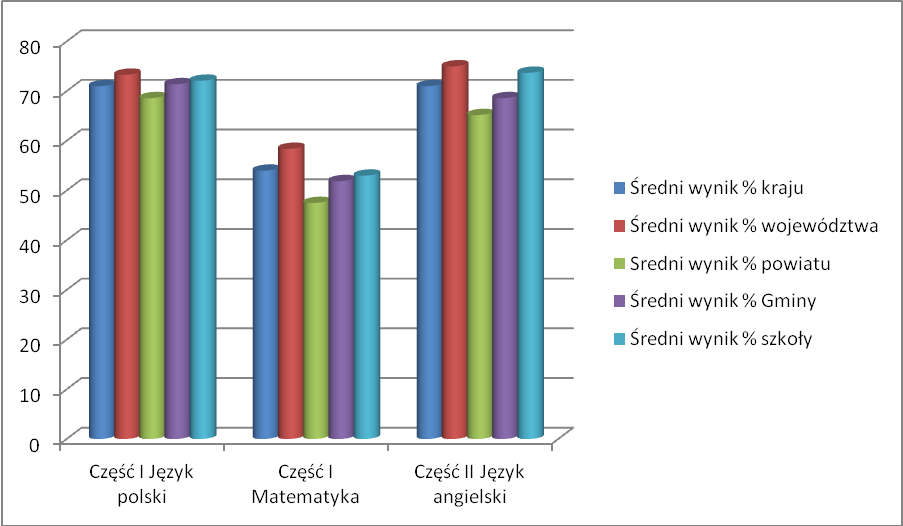 80
70
60
50
40
30
20
10
0
Część I Język
polski
Część I
Matematyka
Część II Język
angielski
Średni wynik % kraju
Średni wynik % województwa
Sredni wynik % powiatu
Średni wynik % Gminy
Średni wynik % szkoły